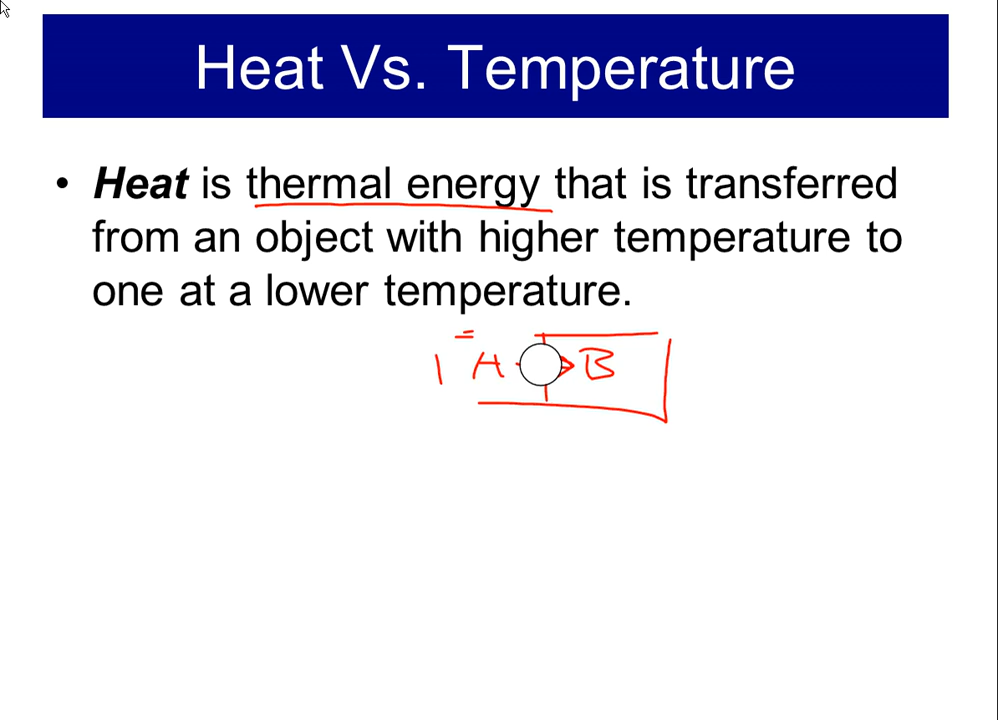 Heat Vs. Temperature
• Heat is thermal energy that is transferred
from an object with higher temperature to
one at a lower temperature.
A B